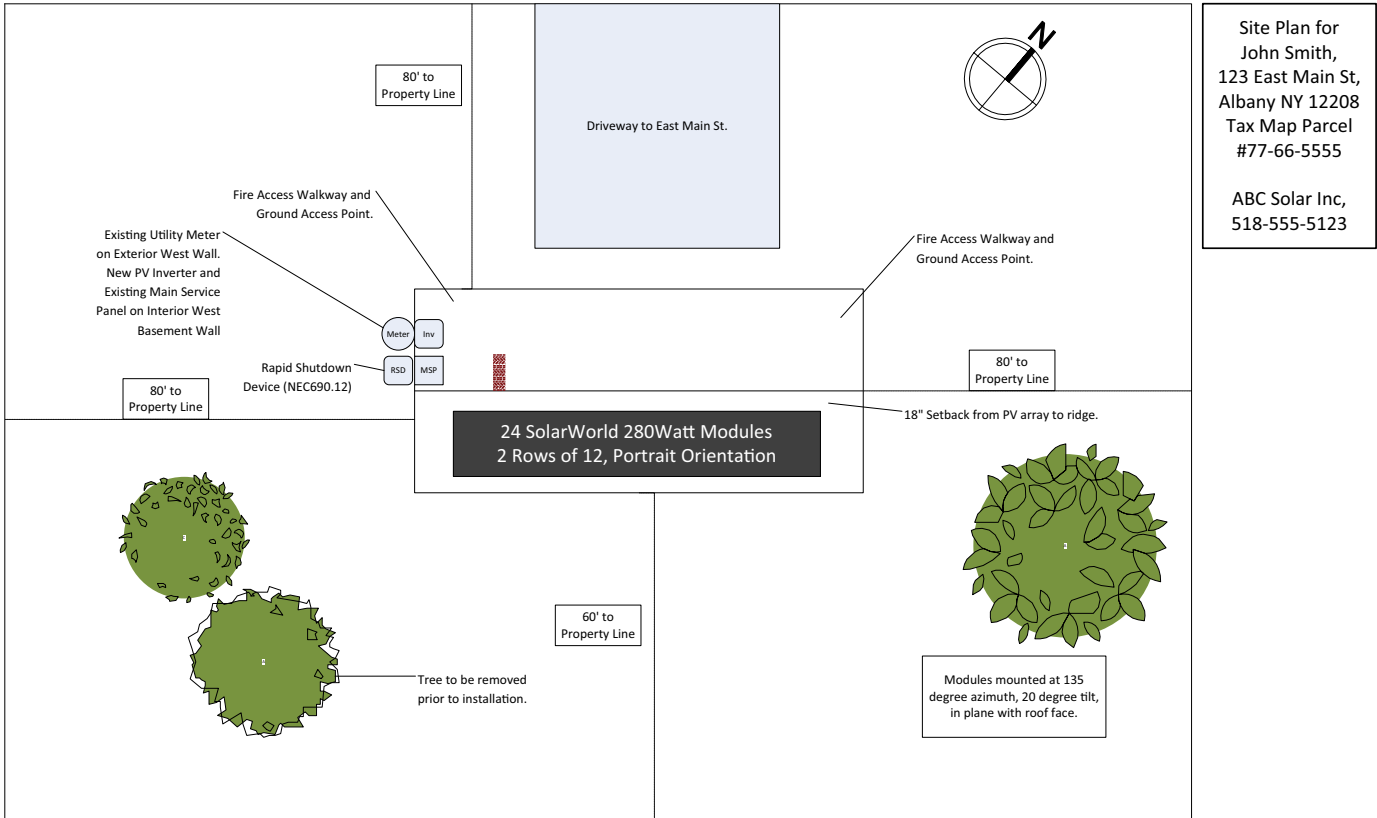 N
Site Plan for
John Smith,
123 East Main St,
Albany NY 12208
Tax Map Parcel
#77-66-5555
ABC Solar Inc,
518-555-5123
80' to
Property Line
Driveway to East Main St.
Fire Access Walkway and
Ground Access Point.
Existing Utility Meter
on Exterior West Wall.
New PV Inverter and
Existing Main Service
Panel on Interior West
Basement Wall
Fire Access Walkway and
Ground Access Point.
Meter
Inv
Rapid Shutdown
Device (NEC690.12)
RSD
MSP
80' to
Property Line
80' to
Property Line
18" Setback from PV array to ridge.
24 SolarWorld 280Watt Modules
2 Rows of 12, Portrait Orientation
60' to
Property Line
Tree to be removed
prior to installation.
Modules mounted at 135
degree azimuth, 20 degree tilt,
in plane with roof face.